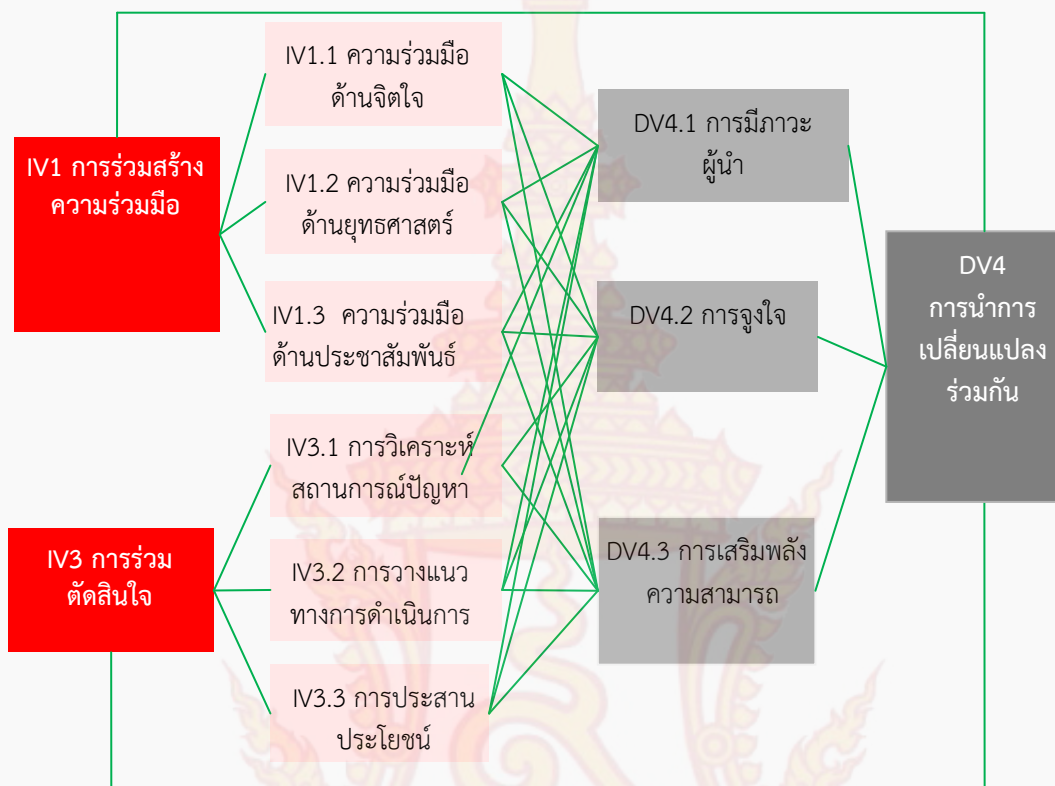 IV1 การร่วมสร้าง
ความร่วมมือ
IV1.1 ความร่วมมือ
ด้านจิตใจ
IV1.2 ความร่วมมือ
ด้านยุทธศาสตร์
IV1.3 ความร่วมมือ
ด้านประชาสัมพันธ์
IV3 การร่วม
ตัดสินใจ
IV3.1 การวิเคราะห์
สถานการณ์ปัญหา
IV3.2 การวางแนว
ทางการดำเนินการ
IV3.3 การประสาน
ประโยชน์
DV4.1 การมีภาวะ
ผู้นำ
DV4.2 การจูงใจ
DV4.3 การเสริมพลัง
ความสามารถ
DV4
การนำการ
เปลี่ยนแปลง
ร่วมกัน